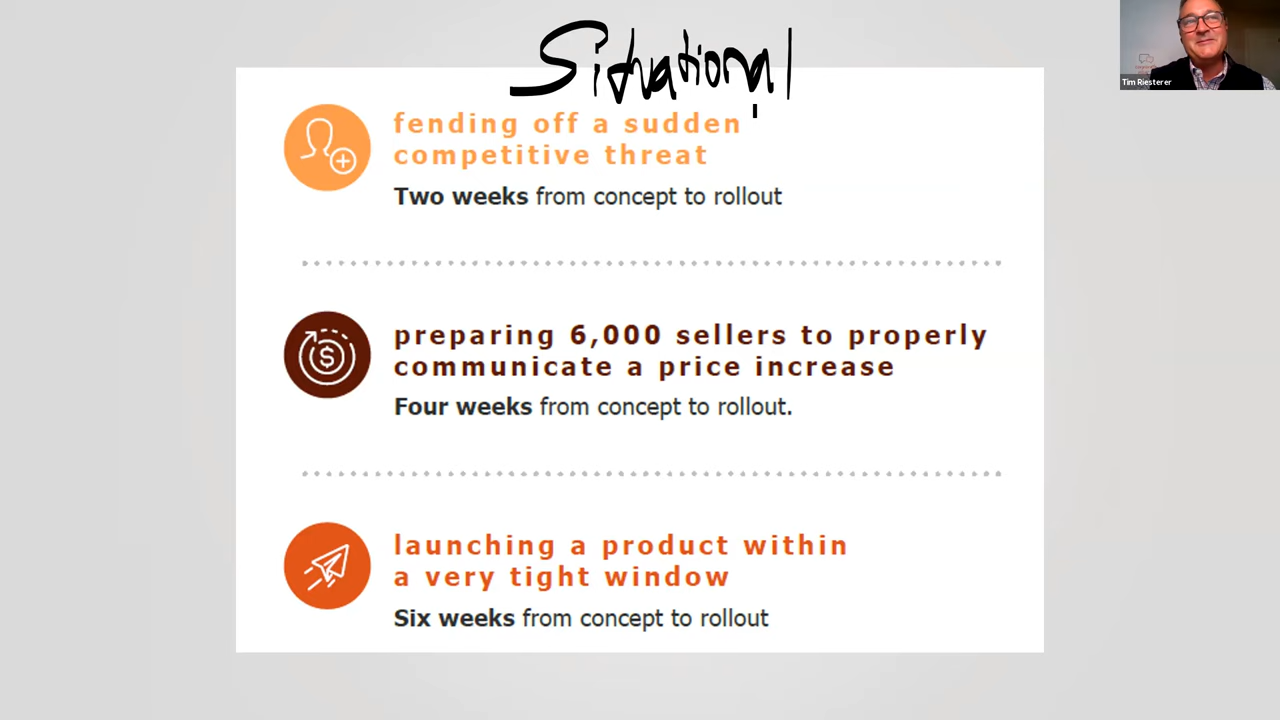 Situational
Tim Riesterer
fending off a sudden
competitive threat
Two weeks from concept to rollout
preparing 6,000 sellers to properly
communicate a price increase
Four weeks from concept to rollout.
launching a product within
a very tight window
Six weeks from concept to rollout